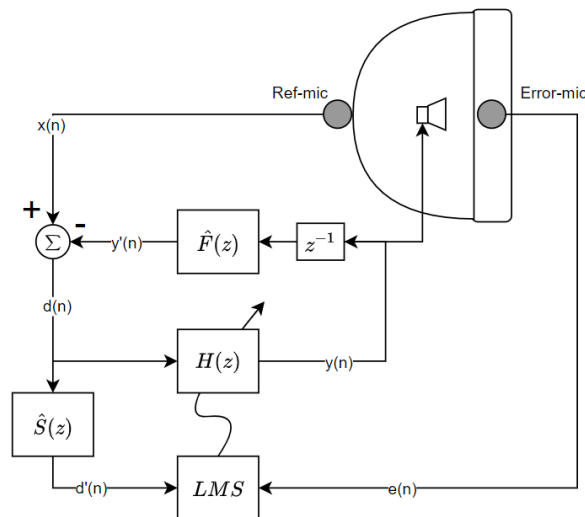 Ref-mic
Error-mic
x(n)
+
-
Σ
y'(n)
F̂(z)
z⁻¹
d(n)
H(z)
y(n)
Ŝ(z)
d'(n)
LMS
e(n)